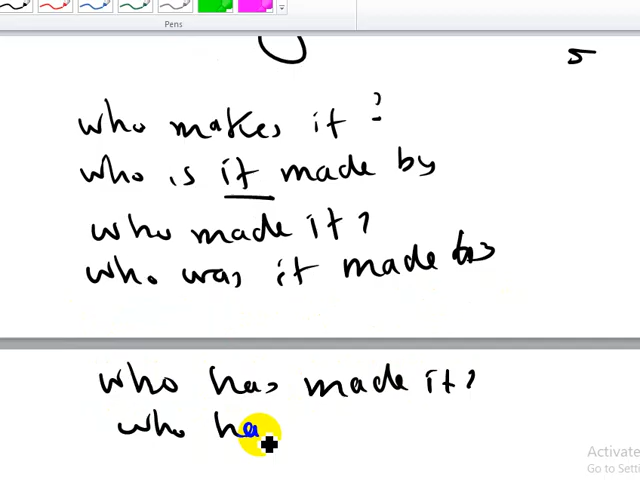 Pens
5
who makes it?
who is it made by
who made it?
who was it made by
who has made it?
who ha
Activate
Go to Sett